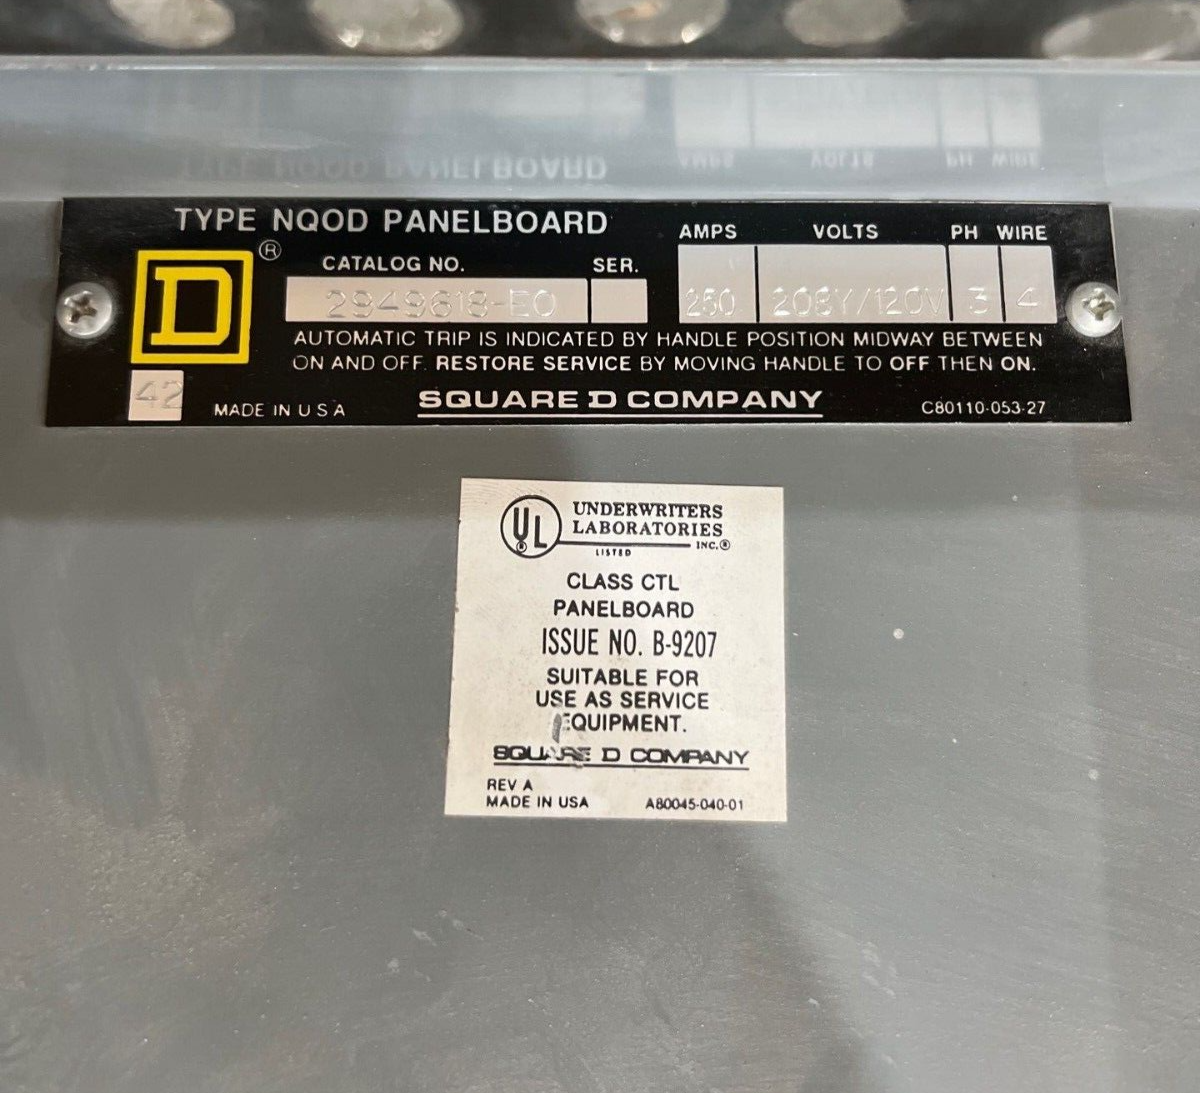 TYPE NQOD PANELBOARD
AMPS VOLTS PH WIRE
D ®
CATALOG NO. SER.
2949618-EO 250 208Y/120V 3 4
AUTOMATIC TRIP IS INDICATED BY HANDLE POSITION MIDWAY BETWEEN
ON AND OFF. RESTORE SERVICE BY MOVING HANDLE TO OFF THEN ON.
42
MADE IN U S A SQUARE D COMPANY C80110-053-27
UL ® UNDERWRITERS
LABORATORIES
INC.®
LISTED
CLASS CTL
PANELBOARD
ISSUE NO. B-9207
SUITABLE FOR
USE AS SERVICE
EQUIPMENT.
SQUARE D COMPANY
REV A
MADE IN USA A80045-040-01